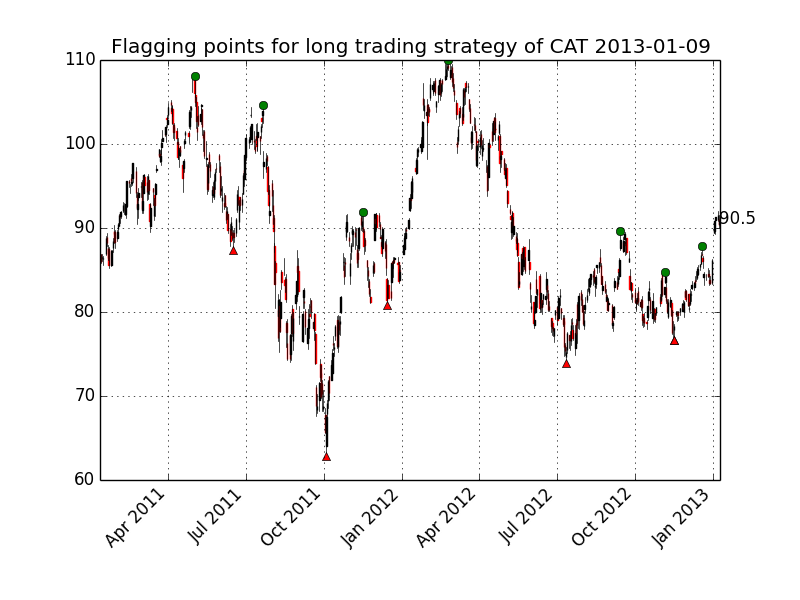 Flagging points for long trading strategy of CAT 2013-01-09
110
100
90
80
70
60
90.5
Apr 2011
Jul 2011
Oct 2011
Jan 2012
Apr 2012
Jul 2012
Oct 2012
Jan 2013